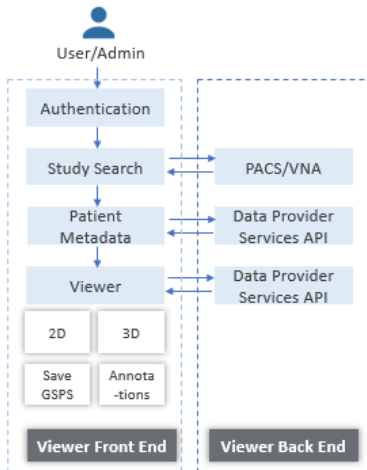 User/Admin
Authentication
Study Search
PACS/VNA
Patient
Metadata
Data Provider
Services API
Viewer
Data Provider
Services API
2D
3D
Save
GSPS
Annota
-tions
Viewer Front End
Viewer Back End